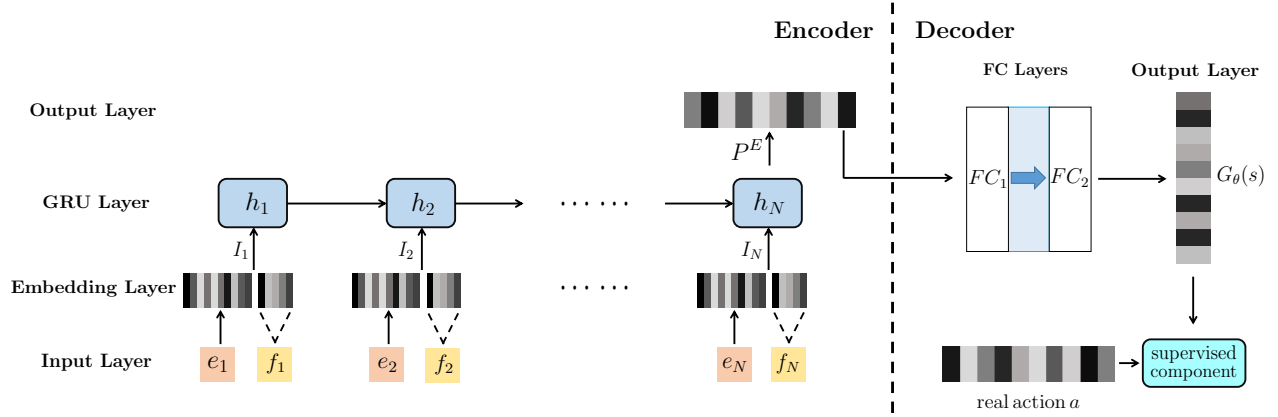 Encoder
Decoder
FC Layers
Output Layer
Output Layer
P^E
FC_1
FC_2
G_θ(s)
GRU Layer
h_1
h_2
......
h_N
I_1
I_2
I_N
Embedding Layer
......
Input Layer
e_1
f_1
e_2
f_2
e_N
f_N
supervised
component
real action a